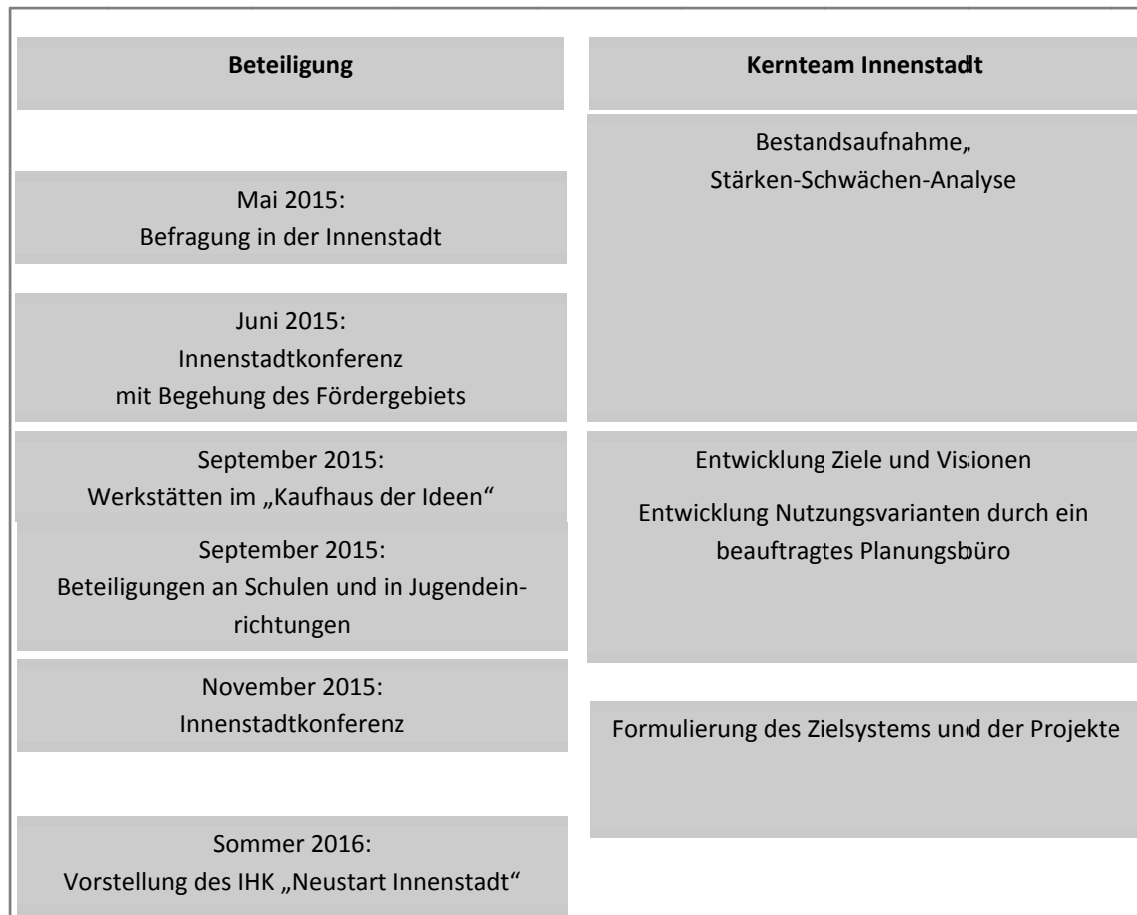 Beteiligung
Mai 2015:
Befragung in der Innenstadt
Juni 2015:
Innenstadtkonferenz
mit Begehung des Fördergebiets
September 2015:
Werkstätten im „Kaufhaus der Ideen“
September 2015:
Beteiligungen an Schulen und in Jugendein-
richtungen
November 2015:
Innenstadtkonferenz
Sommer 2016:
Vorstellung des IHK „Neustart Innenstadt“
Kernteam Innenstadt
Bestandsaufnahme,
Stärken-Schwächen-Analyse
Entwicklung Ziele und Visionen
Entwicklung Nutzungsvarianten durch ein
beauftragtes Planungsbüro
Formulierung des Zielsystems und der Projekte